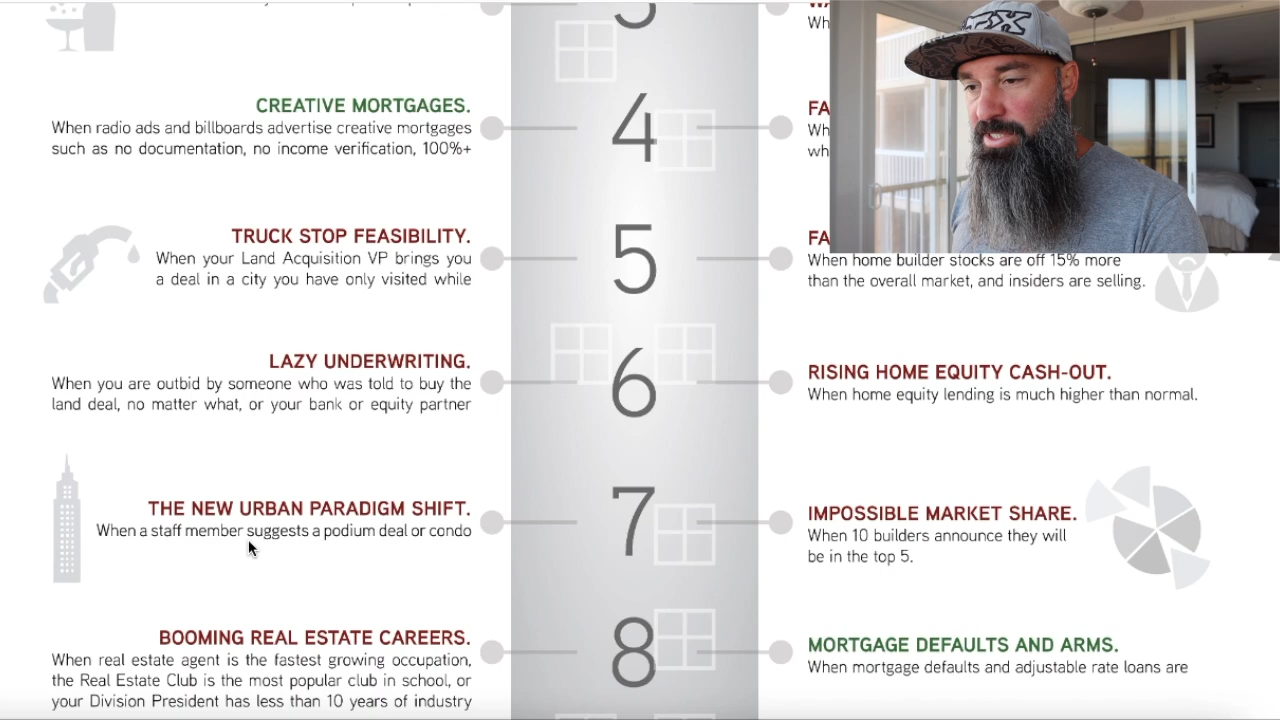 3
Wh
CREATIVE MORTGAGES.
When radio ads and billboards advertise creative mortgages
such as no documentation, no income verification, 100%+
4
FA
Wh
wh
TRUCK STOP FEASIBILITY.
When your Land Acquisition VP brings you
a deal in a city you have only visited while
5
FA
When home builder stocks are off 15% more
than the overall market, and insiders are selling.
LAZY UNDERWRITING.
When you are outbid by someone who was told to buy the
land deal, no matter what, or your bank or equity partner
6
RISING HOME EQUITY CASH-OUT.
When home equity lending is much higher than normal.
THE NEW URBAN PARADIGM SHIFT.
When a staff member suggests a podium deal or condo
7
IMPOSSIBLE MARKET SHARE.
When 10 builders announce they will
be in the top 5.
BOOMING REAL ESTATE CAREERS.
When real estate agent is the fastest growing occupation,
the Real Estate Club is the most popular club in school, or
your Division President has less than 10 years of industry
8
MORTGAGE DEFAULTS AND ARMS.
When mortgage defaults and adjustable rate loans are